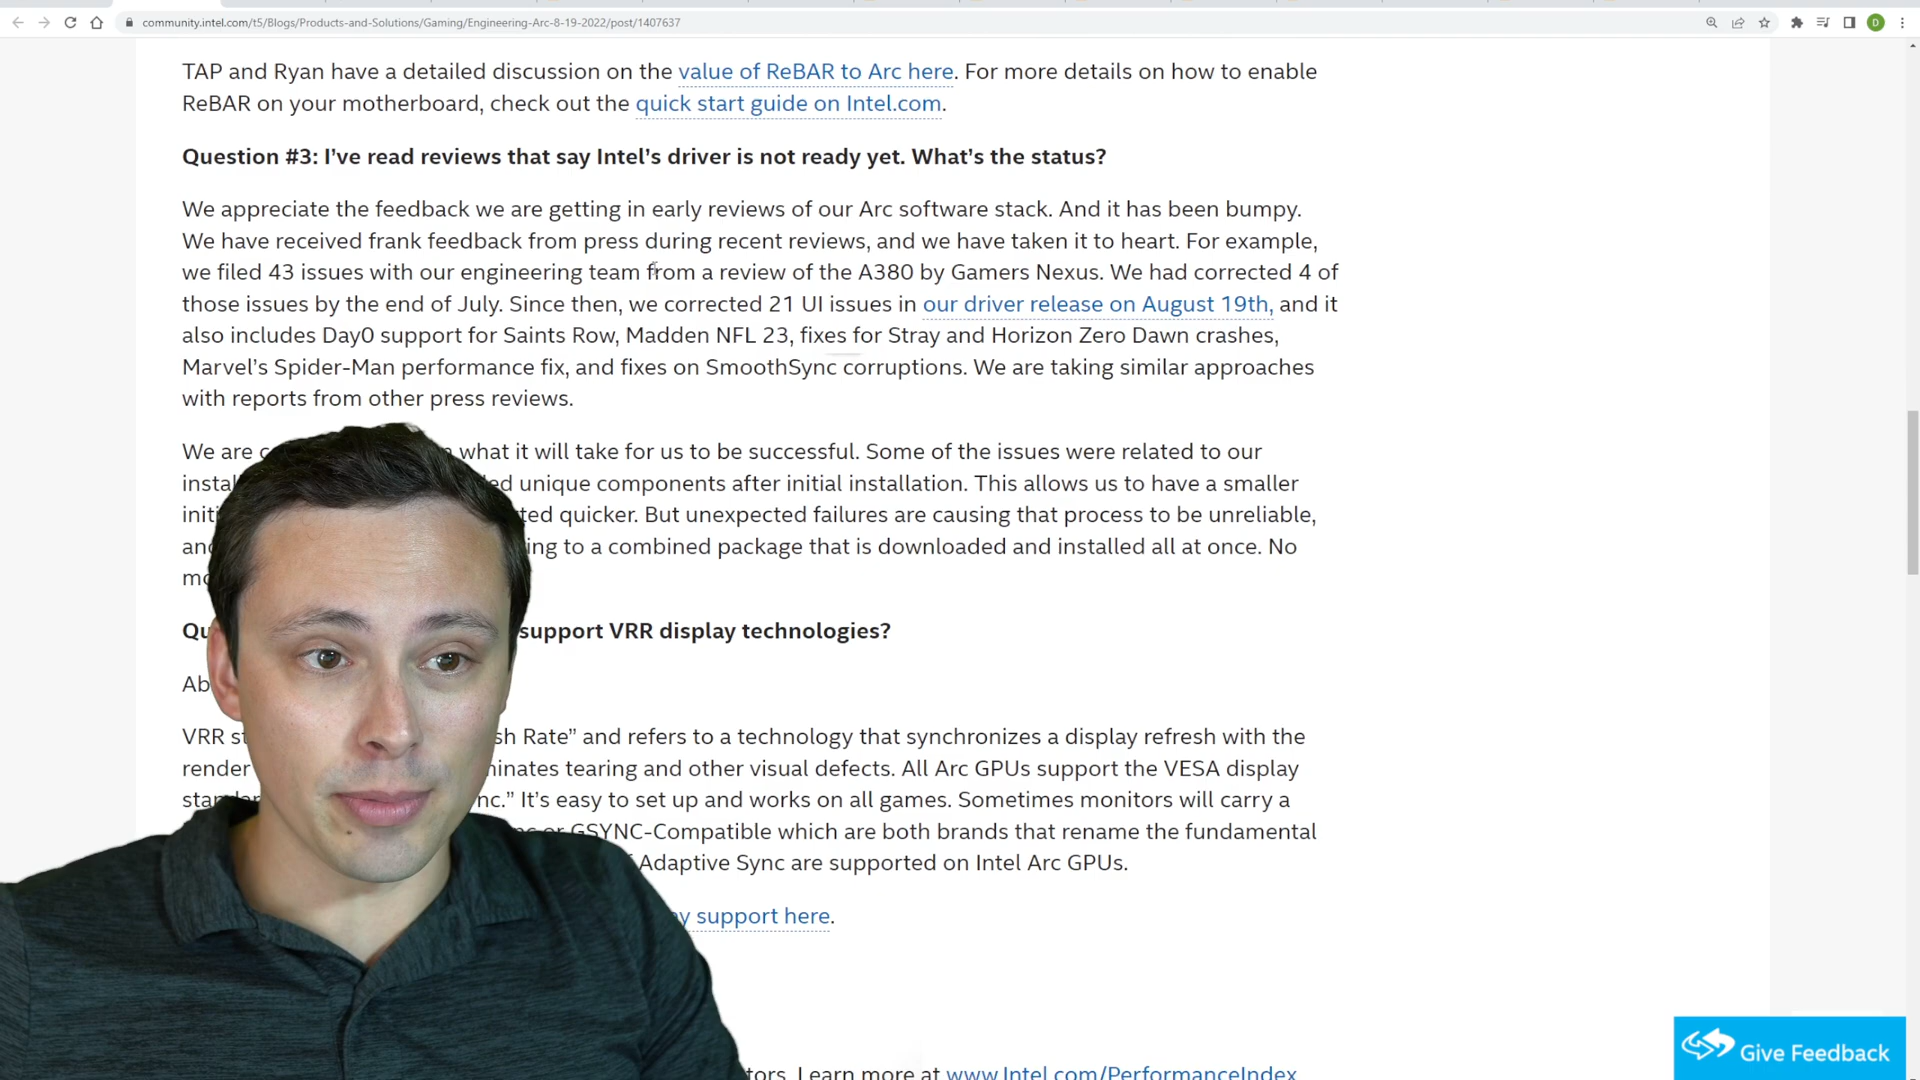 community.intel.com/t5/Blogs/Products-and-Solutions/Gaming/Engineering-Arc-8-19-2022/post/1407637
D
TAP and Ryan have a detailed discussion on the value of ReBAR to Arc here. For more details on how to enable
ReBAR on your motherboard, check out the quick start guide on Intel.com.
Question #3: I’ve read reviews that say Intel’s driver is not ready yet. What’s the status?
We appreciate the feedback we are getting in early reviews of our Arc software stack. And it has been bumpy.
We have received frank feedback from press during recent reviews, and we have taken it to heart. For example,
we filed 43 issues with our engineering team from a review of the A380 by Gamers Nexus. We had corrected 4 of
those issues by the end of July. Since then, we corrected 21 UI issues in our driver release on August 19th, and it
also includes Day0 support for Saints Row, Madden NFL 23, fixes for Stray and Horizon Zero Dawn crashes,
Marvel’s Spider-Man performance fix, and fixes on SmoothSync corruptions. We are taking similar approaches
with reports from other press reviews.
We are what it will take for us to be successful. Some of the issues were related to our
unique components after initial installation. This allows us to have a smaller
quicker. But unexpected failures are causing that process to be unreliable,
to a combined package that is downloaded and installed all at once. No
support VRR display technologies?
VRR Rate” and refers to a technology that synchronizes a display refresh with the
render tearing and other visual defects. All Arc GPUs support the VESA display
It’s easy to set up and works on all games. Sometimes monitors will carry a
GSYNC-Compatible which are both brands that rename the fundamental
Adaptive Sync are supported on Intel Arc GPUs.
support here.
Learn more at www.Intel.com/PerformanceIndex
Give Feedback